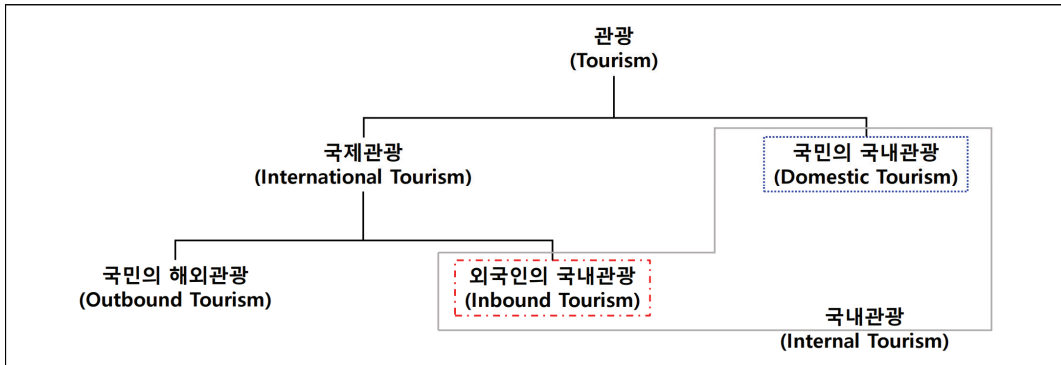 관광
(Tourism)
국제관광
(International Tourism)
국민의 국내관광
(Domestic Tourism)
국민의 해외관광
(Outbound Tourism)
외국인의 국내관광
(Inbound Tourism)
국내관광
(Internal Tourism)